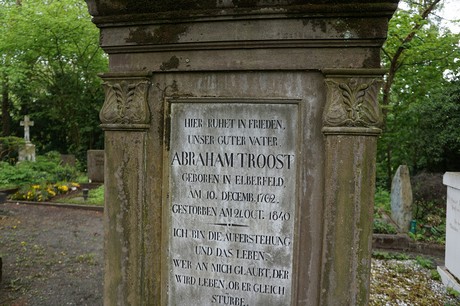 HIER RUHET IN FRIEDEN,
UNSER GUTER VATER
ABRAHAM TROOST
GEBOREN IN ELBERFELD,
AM 10. DECEMBER 1762,
GESTORBEN AM 21. OCT. 1840
ICH BIN DIE AUFERSTEHUNG
UND DAS LEBEN
WER AN MICH GLAUBT, DER
WIRD LEBEN, OB ER GLEICH
STÜRBE.